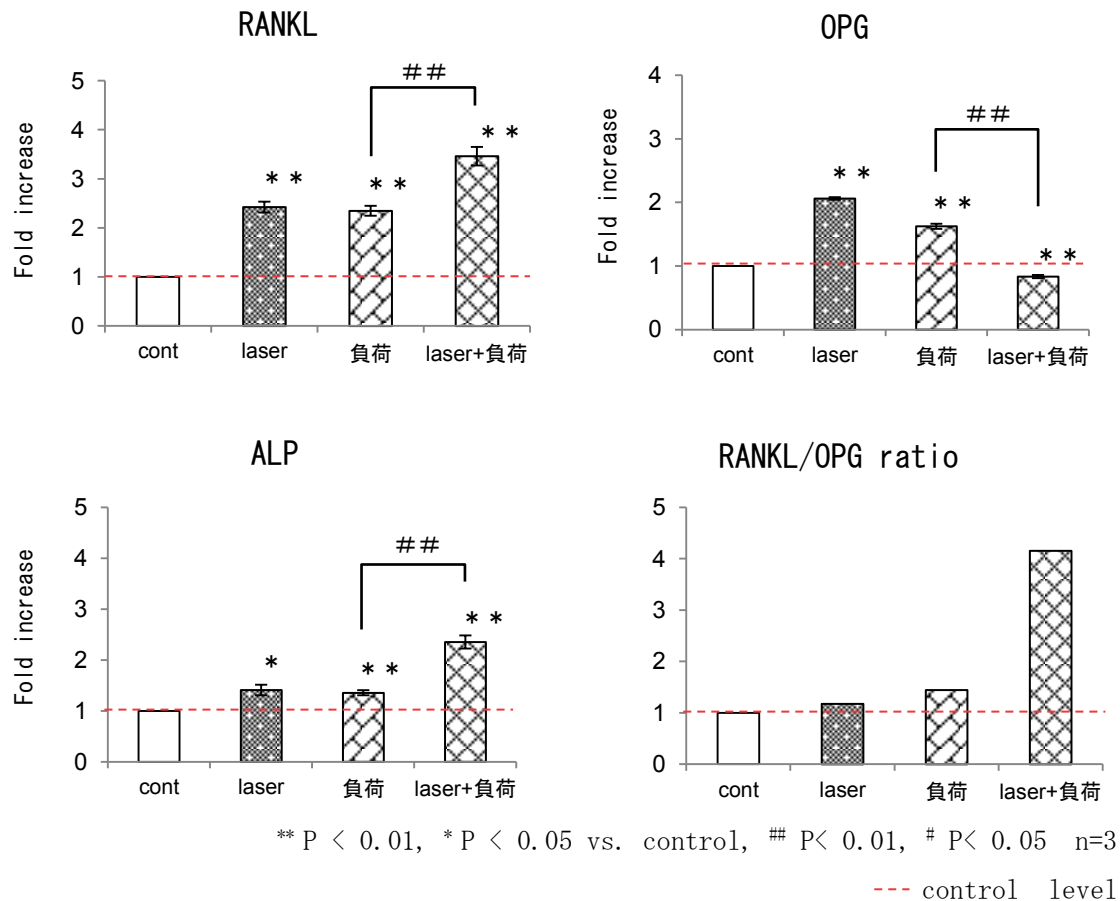 RANKL
Fold increase
5
4
3
2
1
0
##
**
**
**
cont laser 負荷 laser+負荷
OPG
Fold increase
4
3
2
1
0
##
**
**
**
cont laser 負荷 laser+負荷
ALP
Fold increase
5
4
3
2
1
0
##
*
**
**
cont laser 負荷 laser+負荷
RANKL/OPG ratio
5
4
3
2
1
0
cont laser 負荷 laser+負荷
** P < 0.01, * P < 0.05 vs. control, ## P< 0.01, # P< 0.05 n=3
--- control level